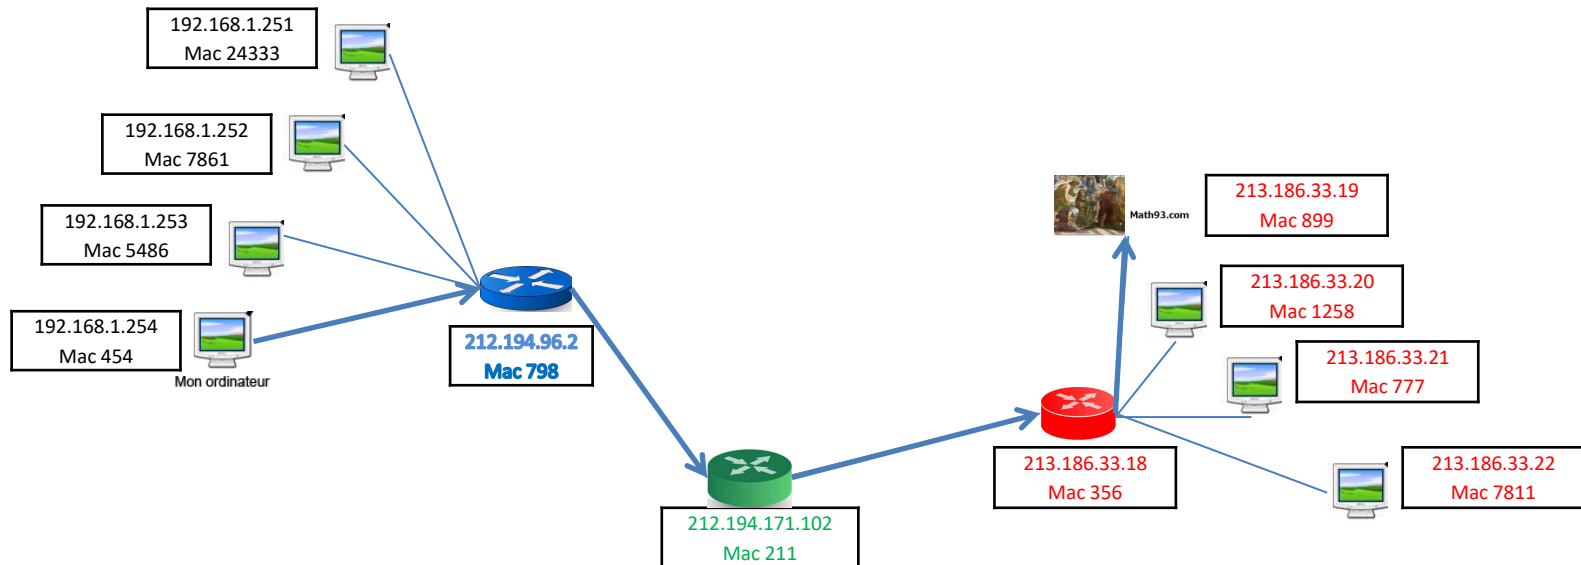 192.168.1.251
Mac 24333
192.168.1.252
Mac 7861
192.168.1.253
Mac 5486
192.168.1.254
Mac 454
Mon ordinateur
212.194.96.2
Mac 798
212.194.171.102
Mac 211
213.186.33.18
Mac 356
Math93.com
213.186.33.19
Mac 899
213.186.33.20
Mac 1258
213.186.33.21
Mac 777
213.186.33.22
Mac 7811